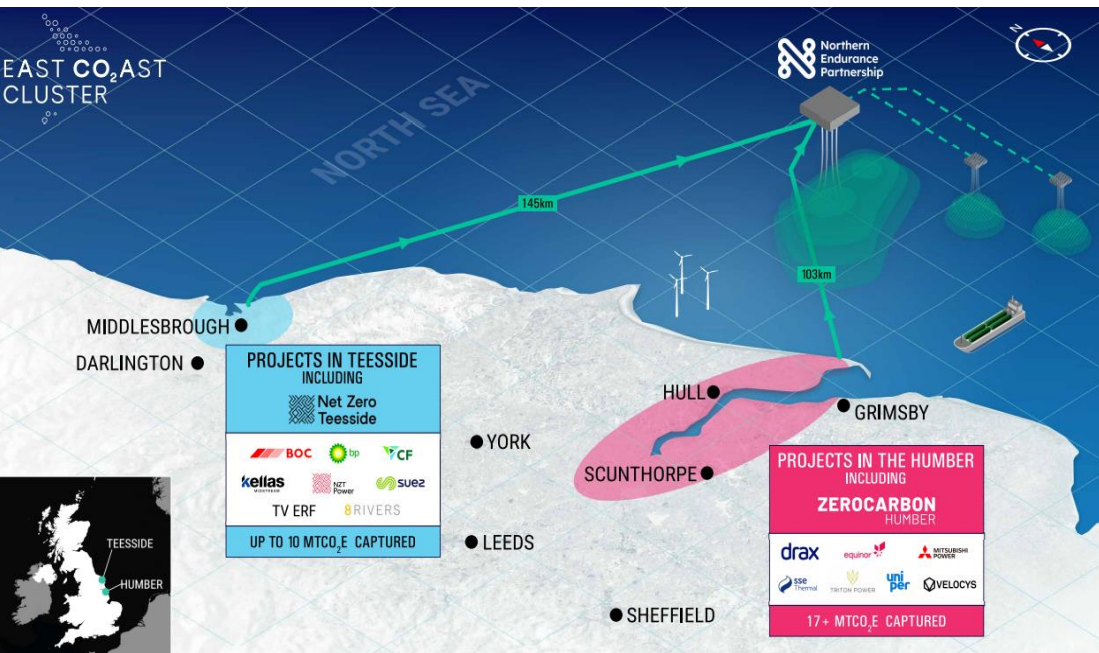 EAST CO₂AST
CLUSTER
Northern
Endurance
Partnership
N
NORTH SEA
145km
103km
MIDDLESBROUGH
DARLINGTON
PROJECTS IN TEESSIDE
INCLUDING
Net Zero
Teesside
BOC
bp
CF
kellas
MIDSTREAM
NZT
Power
suez
TV ERF
8RIVERS
UP TO 10 MTCO₂E CAPTURED
YORK
LEEDS
SHEFFIELD
HULL
GRIMSBY
SCUNTHORPE
PROJECTS IN THE HUMBER
INCLUDING
ZEROCARBON
HUMBER
drax
equinor
MITSUBISHI
POWER
sse
Thermal
TRITON POWER
uni
per
VELOCYS
17+ MTCO₂E CAPTURED
TEESSIDE
HUMBER